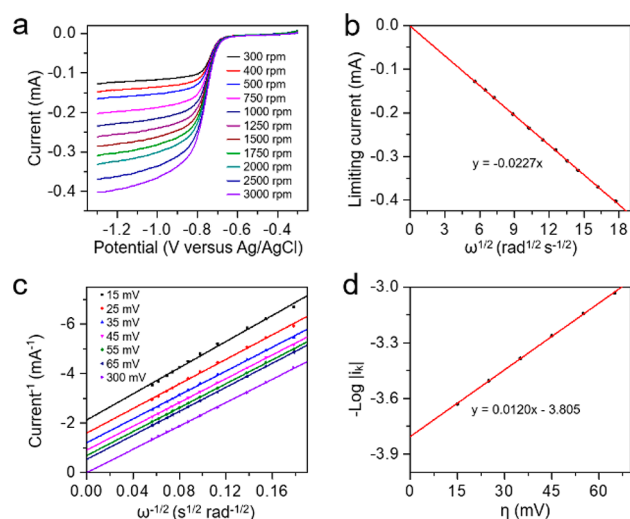 a
0.0
-0.1
-0.2
-0.3
-0.4
Current (mA)
300 rpm
400 rpm
500 rpm
750 rpm
1000 rpm
1250 rpm
1500 rpm
1750 rpm
2000 rpm
2500 rpm
3000 rpm
-1.2 -1.0 -0.8 -0.6 -0.4
Potential (V versus Ag/AgCl)
b
0.0
-0.1
-0.2
-0.3
-0.4
Limiting current (mA)
y = -0.0227x
0 3 6 9 12 15 18
ω1/2 (rad1/2 s-1/2)
c
-6
-4
-2
0
Current-1 (mA-1)
15 mV
25 mV
35 mV
45 mV
55 mV
65 mV
300 mV
0.00 0.04 0.08 0.12 0.16
ω-1/2 (s1/2 rad-1/2)
d
-3.0
-3.3
-3.6
-3.9
-Log |ik|
y = 0.0120x - 3.805
0 15 30 45 60
η (mV)